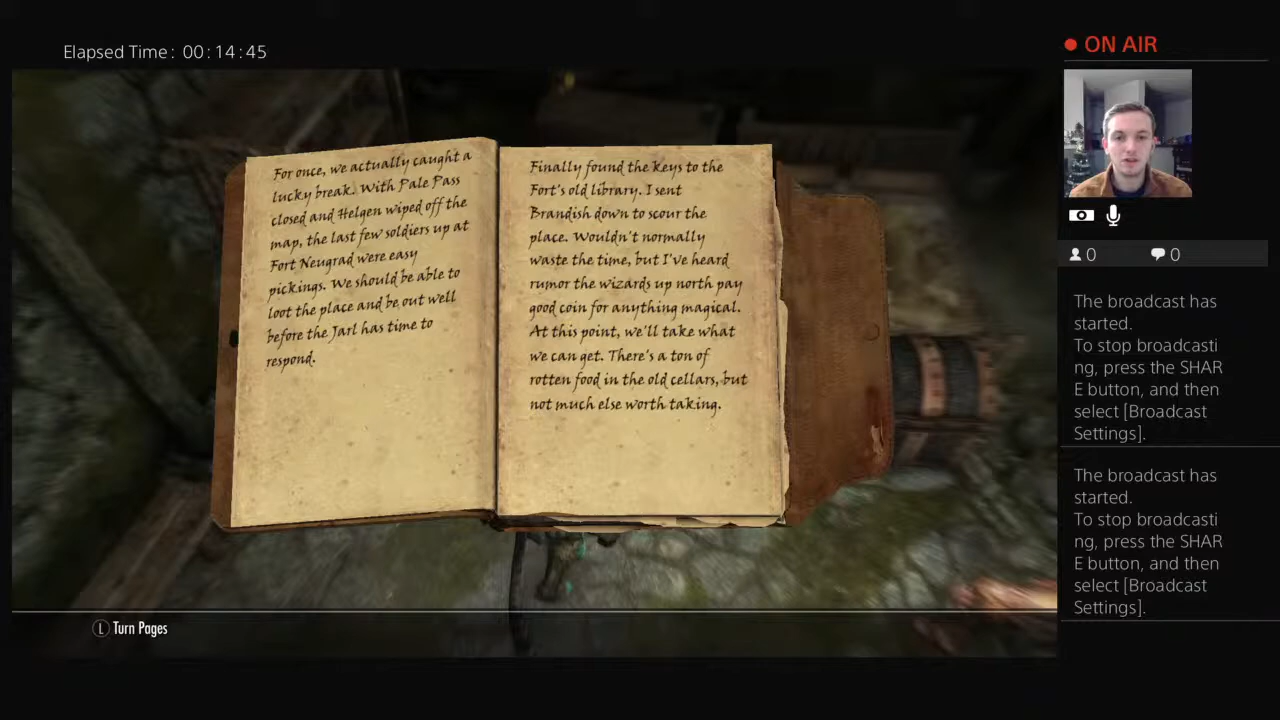 Elapsed Time: 00:14:45
For once, we actually caught a
lucky break. With Pale Pass
closed and Helgen wiped off the
map, the last few soldiers up at
Fort Neugrad were easy
pickings. We should be able to
loot the place and be out well
before the Jarl has time to
respond.
Finally found the keys to the
Fort's old library. I sent
Brandish down to scour the
place. Wouldn't normally
waste the time, but I've heard
rumor the wizards up north pay
good coin for anything magical.
At this point, we'll take what
we can get. There's a ton of
rotten food in the old cellars, but
not much else worth taking.
L Turn Pages
ON AIR
0
0
The broadcast has
started.
To stop broadcasti
ng, press the SHAR
E button, and then
select [Broadcast
Settings].
The broadcast has
started.
To stop broadcasti
ng, press the SHAR
E button, and then
select [Broadcast
Settings].